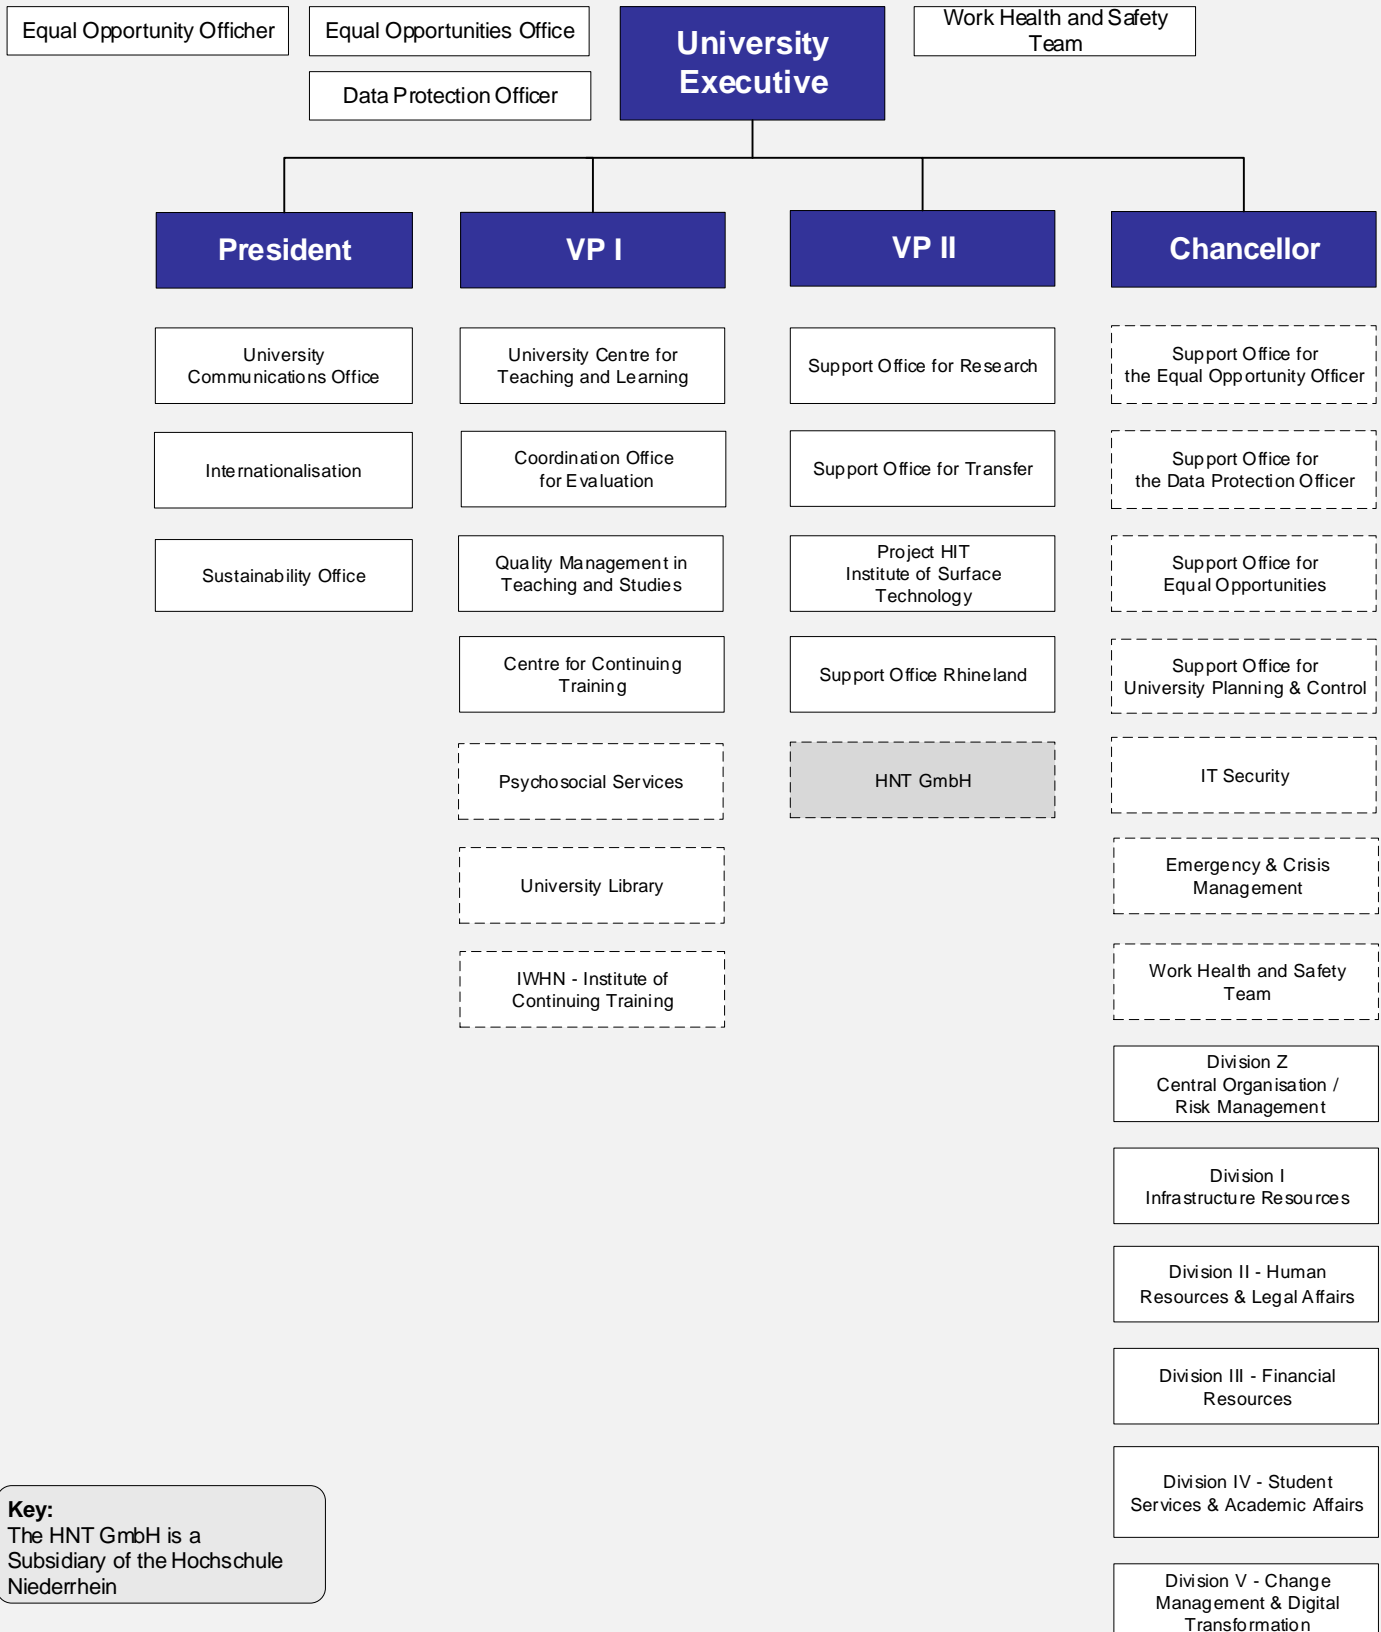 Equal Opportunity Officher
Equal Opportunities Office
Data Protection Officer
University
Executive
Work Health and Safety
Team
President
VP I
VP II
Chancellor
University
Communications Office
Internationalisation
Sustainability Office
University Centre for
Teaching and Learning
Coordination Office
for Evaluation
Quality Management in
Teaching and Studies
Centre for Continuing
Training
Psychosocial Services
University Library
IWHN - Institute of
Continuing Training
Support Office for Research
Support Office for Transfer
Project HIT
Institute of Surface
Technology
Support Office Rhineland
HNT GmbH
Support Office for
the Equal Opportunity Officer
Support Office for
the Data Protection Officer
Support Office for
Equal Opportunities
Support Office for
University Planning & Control
IT Security
Emergency & Crisis
Management
Work Health and Safety
Team
Division Z
Central Organisation /
Risk Management
Division I
Infrastructure Resources
Division II - Human
Resources & Legal Affairs
Division III - Financial
Resources
Division IV - Student
Services & Academic Affairs
Division V - Change
Management & Digital
Transformation
Key:
The HNT GmbH is a
Subsidiary of the Hochschule
Niederrhein